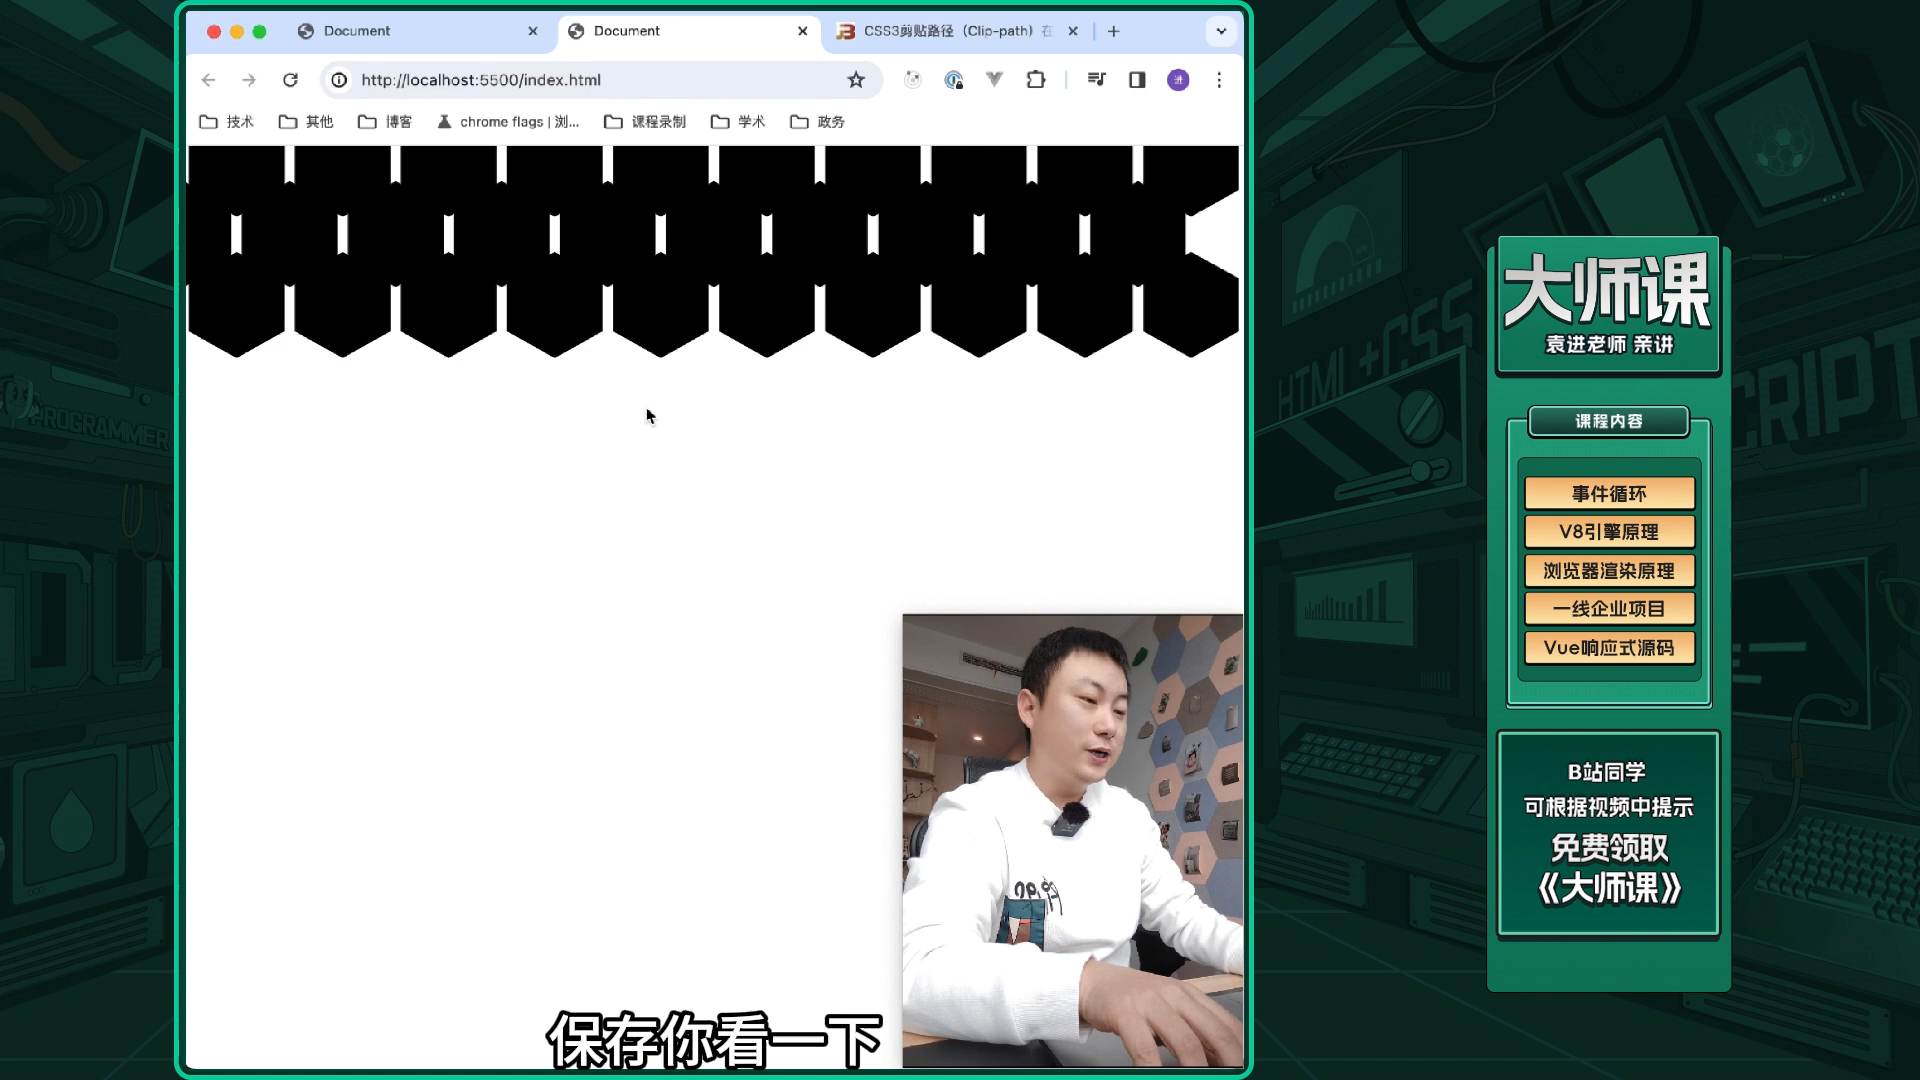 Document
Document
CSS3剪贴路径（Clip-path）在
http://localhost:5500/index.html
进
技术
其他
博客
chrome flags | 浏...
课程录制
学术
政务
大师课
袁进老师 亲讲
课程内容
事件循环
V8引擎原理
浏览器渲染原理
一线企业项目
Vue响应式源码
B站同学
可根据视频中提示
免费领取
《大师课》
HTML+CSS
PROGRAMMER
保存你看一下